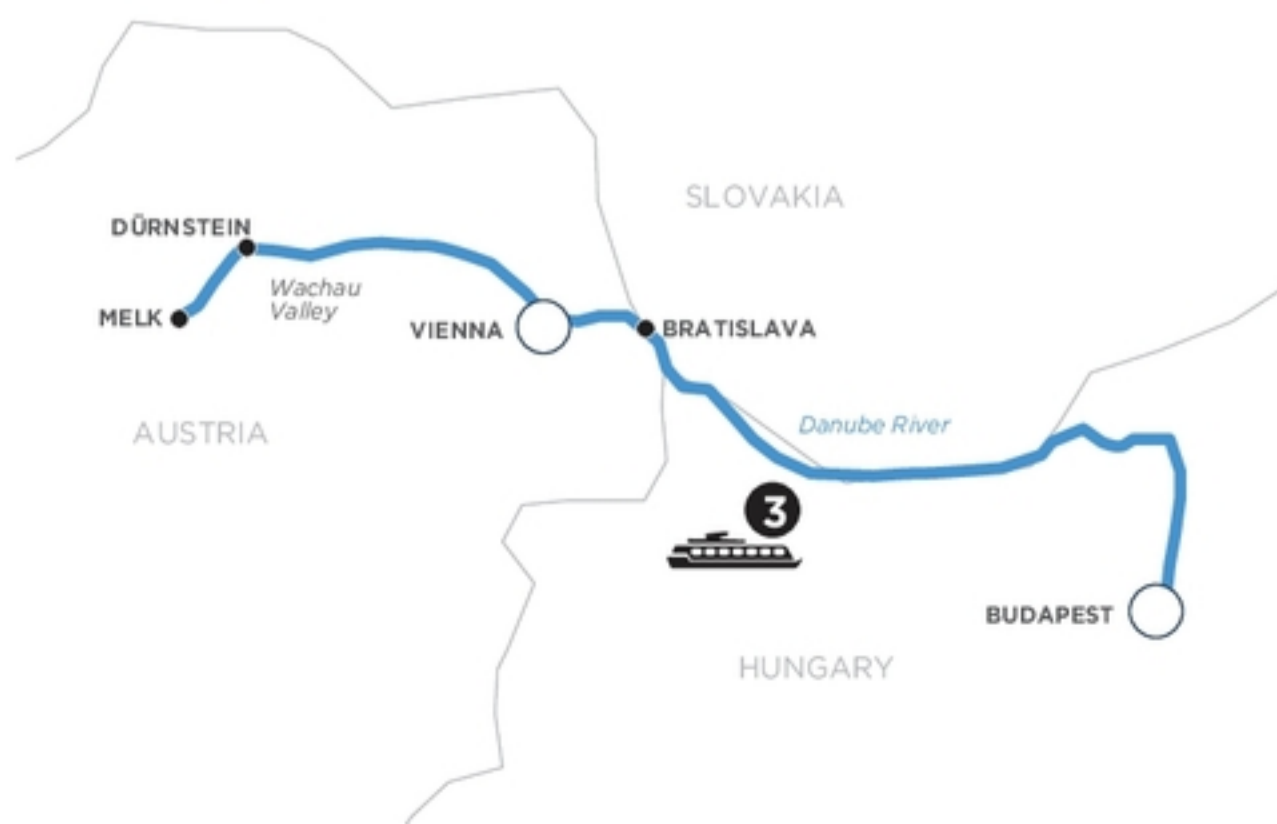 SLOVAKIA
DÜRNSTEIN
Wachau
Valley
MELK
VIENNA
BRATISLAVA
AUSTRIA
Danube River
3
BUDAPEST
HUNGARY